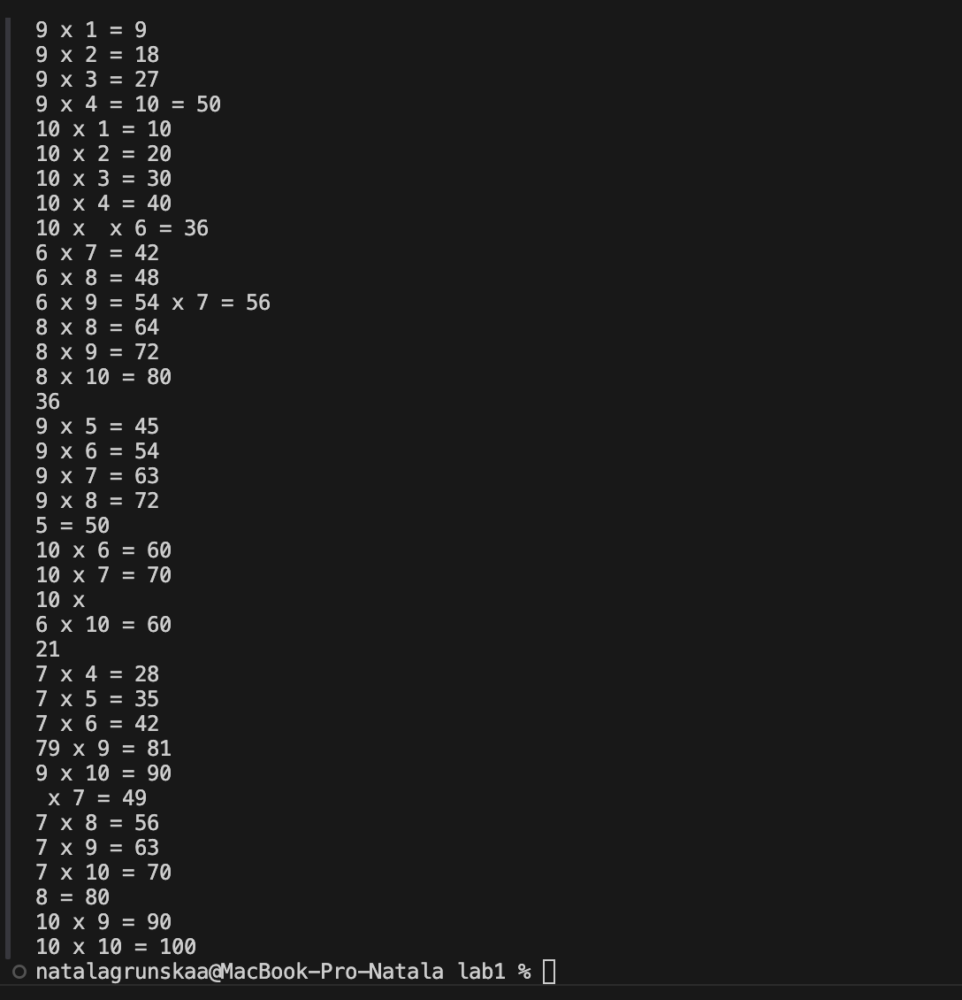 9 x 1 = 9
9 x 2 = 18
9 x 3 = 27
9 x 4 = 10 = 50
10 x 1 = 10
10 x 2 = 20
10 x 3 = 30
10 x 4 = 40
10 x  x 6 = 36
6 x 7 = 42
6 x 8 = 48
6 x 9 = 54 x 7 = 56
8 x 8 = 64
8 x 9 = 72
8 x 10 = 80
36
9 x 5 = 45
9 x 6 = 54
9 x 7 = 63
9 x 8 = 72
5 = 50
10 x 6 = 60
10 x 7 = 70
10 x
6 x 10 = 60
21
7 x 4 = 28
7 x 5 = 35
7 x 6 = 42
79 x 9 = 81
9 x 10 = 90
 x 7 = 49
7 x 8 = 56
7 x 9 = 63
7 x 10 = 70
8 = 80
10 x 9 = 90
10 x 10 = 100
natalagrunskaa@MacBook-Pro-Natala lab1 %